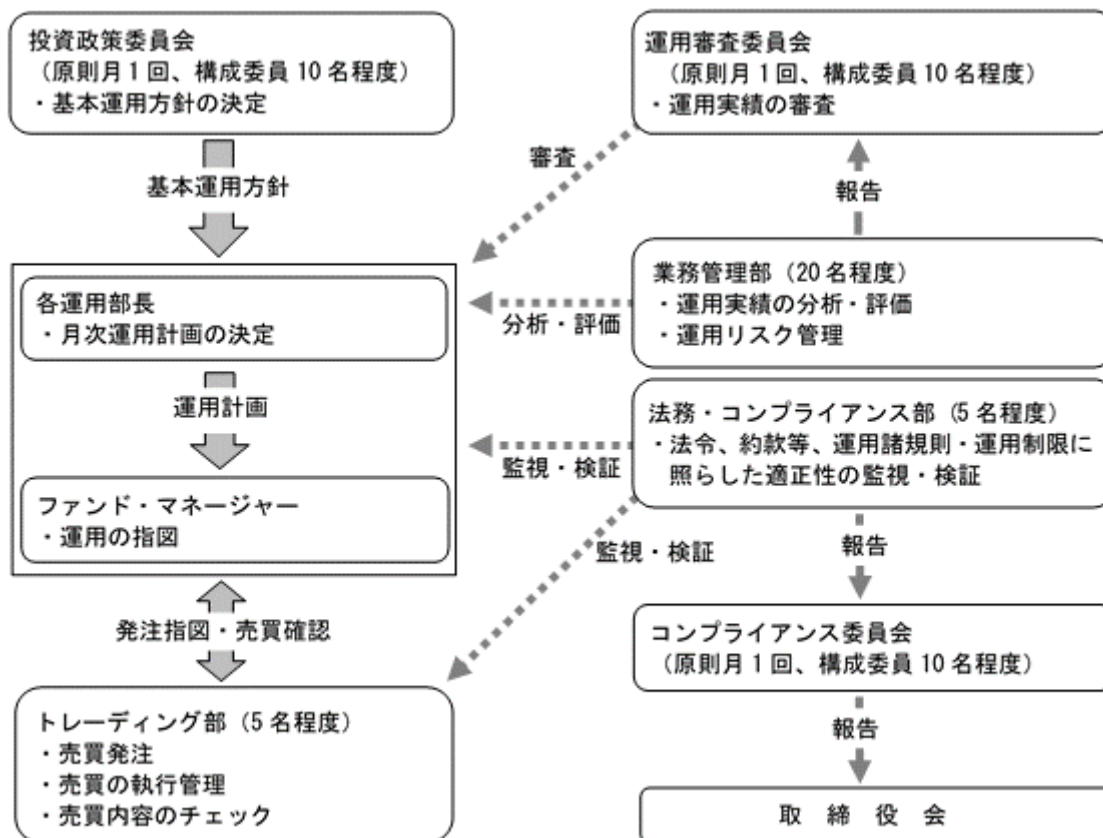 投資政策委員会
（原則月1回、構成委員10名程度）
・基本運用方針の決定
基本運用方針
各運用部長
・月次運用計画の決定
運用計画
ファンド・マネージャー
・運用の指図
発注指図・売買確認
トレーディング部（5名程度）
・売買発注
・売買の執行管理
・売買内容のチェック
運用審査委員会
（原則月1回、構成委員10名程度）
・運用実績の審査
審査
報告
業務管理部（20名程度）
・運用実績の分析・評価
・運用リスク管理
分析・評価
法務・コンプライアンス部（5名程度）
・法令、約款等、運用諸規則・運用制限に
照らした適正性の監視・検証
監視・検証
監視・検証
報告
コンプライアンス委員会
（原則月1回、構成委員10名程度）
報告
取　締　役　会